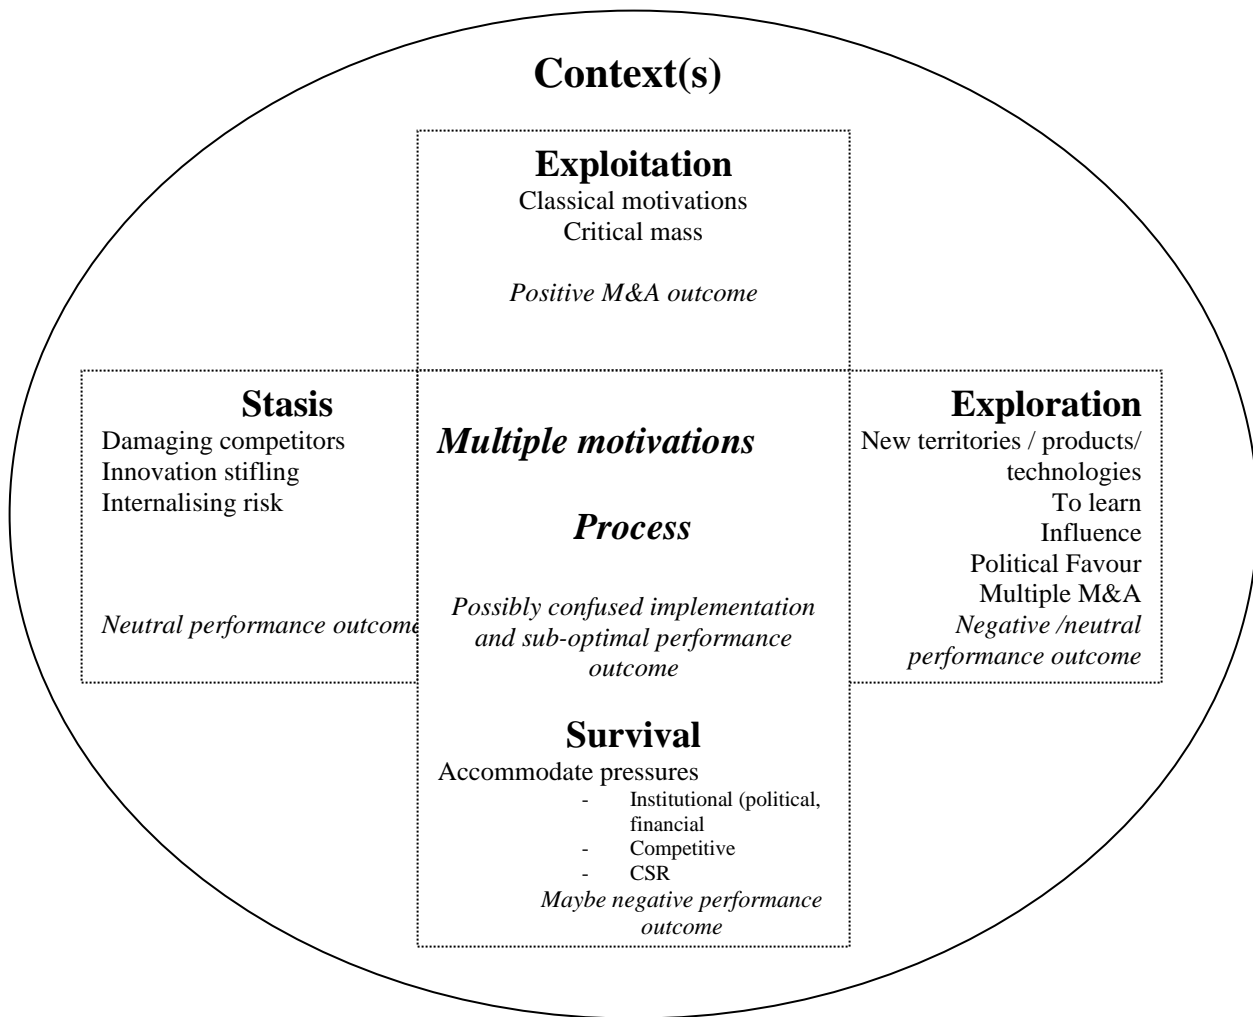 Context(s)
Exploitation
Classical motivations
Critical mass
Positive M&A outcome
Stasis
Damaging competitors
Innovation stifling
Internalising risk
Neutral performance outcome
Multiple motivations
Process
Possibly confused implementation
and sub-optimal performance
outcome
Exploration
New territories / products/
technologies
To learn
Influence
Political Favour
Multiple M&A
Negative /neutral
performance outcome
Survival
Accommodate pressures
- Institutional (political,
financial
- Competitive
- CSR
Maybe negative performance
outcome